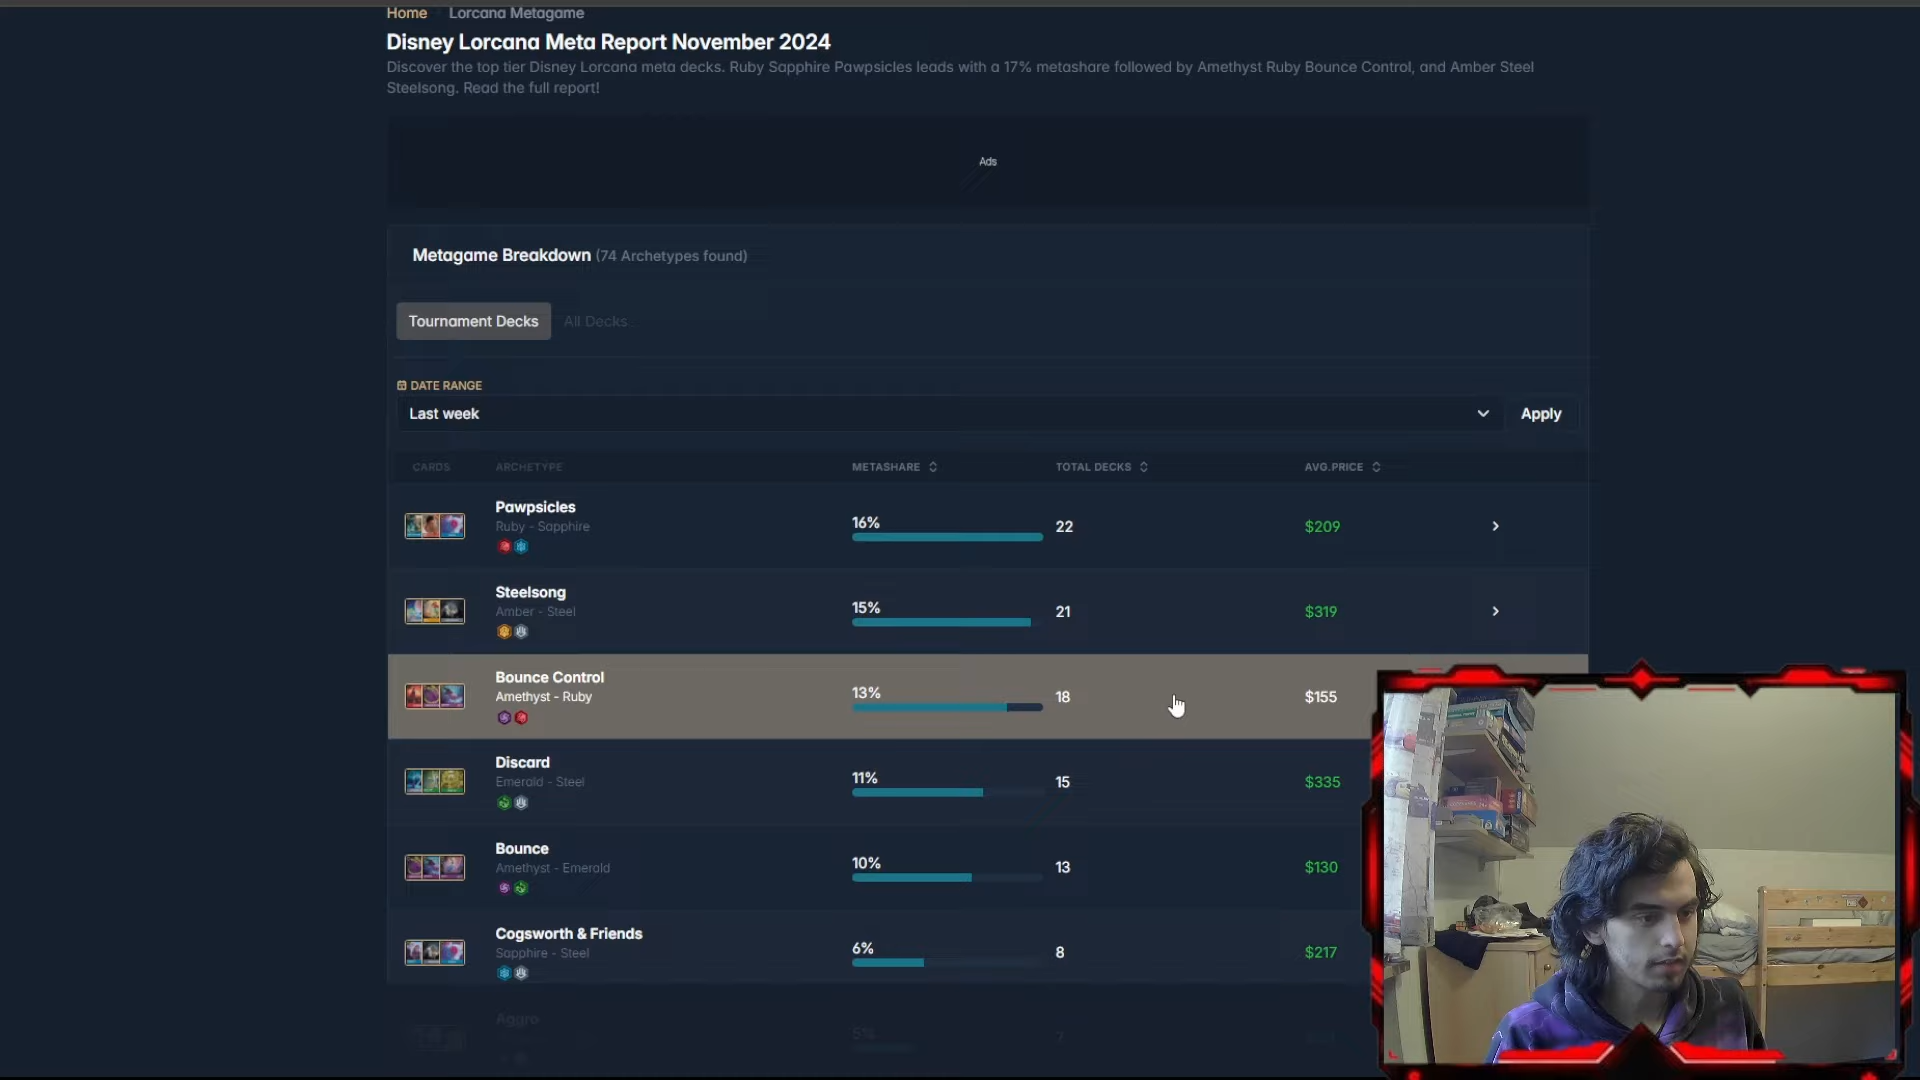 Home Lorcana Metagame
Disney Lorcana Meta Report November 2024
Discover the top tier Disney Lorcana meta decks. Ruby Sapphire Pawpsicles leads with a 17% metashare followed by Amethyst Ruby Bounce Control, and Amber Steel
Steelsong. Read the full report!
Ads
Metagame Breakdown (74 Archetypes found)
Tournament Decks All Decks
DATE RANGE
Last week
Apply
CARDS ARCHETYPE METASHARE TOTAL DECKS AVG.PRICE
Pawpsicles
Ruby - Sapphire
16% 22 $209
Steelsong
Amber - Steel
15% 21 $319
Bounce Control
Amethyst - Ruby
13% 18 $155
Discard
Emerald - Steel
11% 15 $335
Bounce
Amethyst - Emerald
10% 13 $130
Cogsworth & Friends
Sapphire - Steel
6% 8 $217
Aggro
5% 7